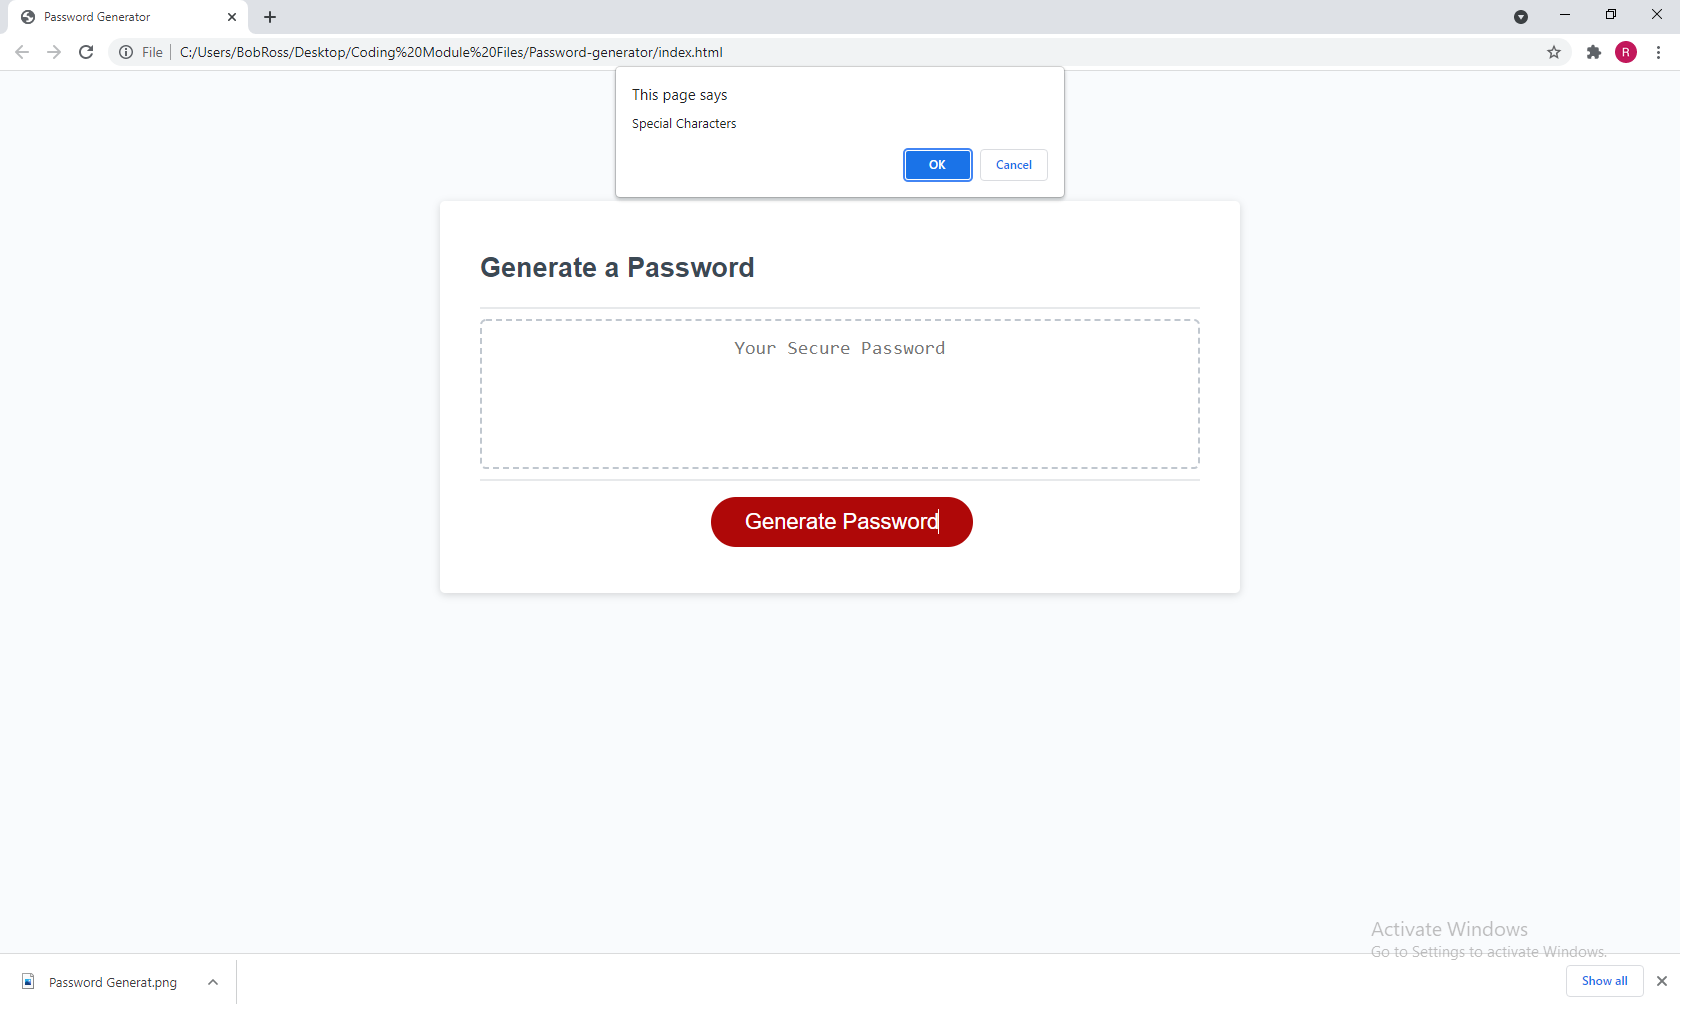 Password Generator
File C:/Users/BobRoss/Desktop/Coding%20Module%20Files/Password-generator/index.html
R
This page says
Special Characters
OK Cancel
Generate a Password
Your Secure Password
Generate Password
Activate Windows
Go to Settings to activate Windows.
Password Generat.png
Show all